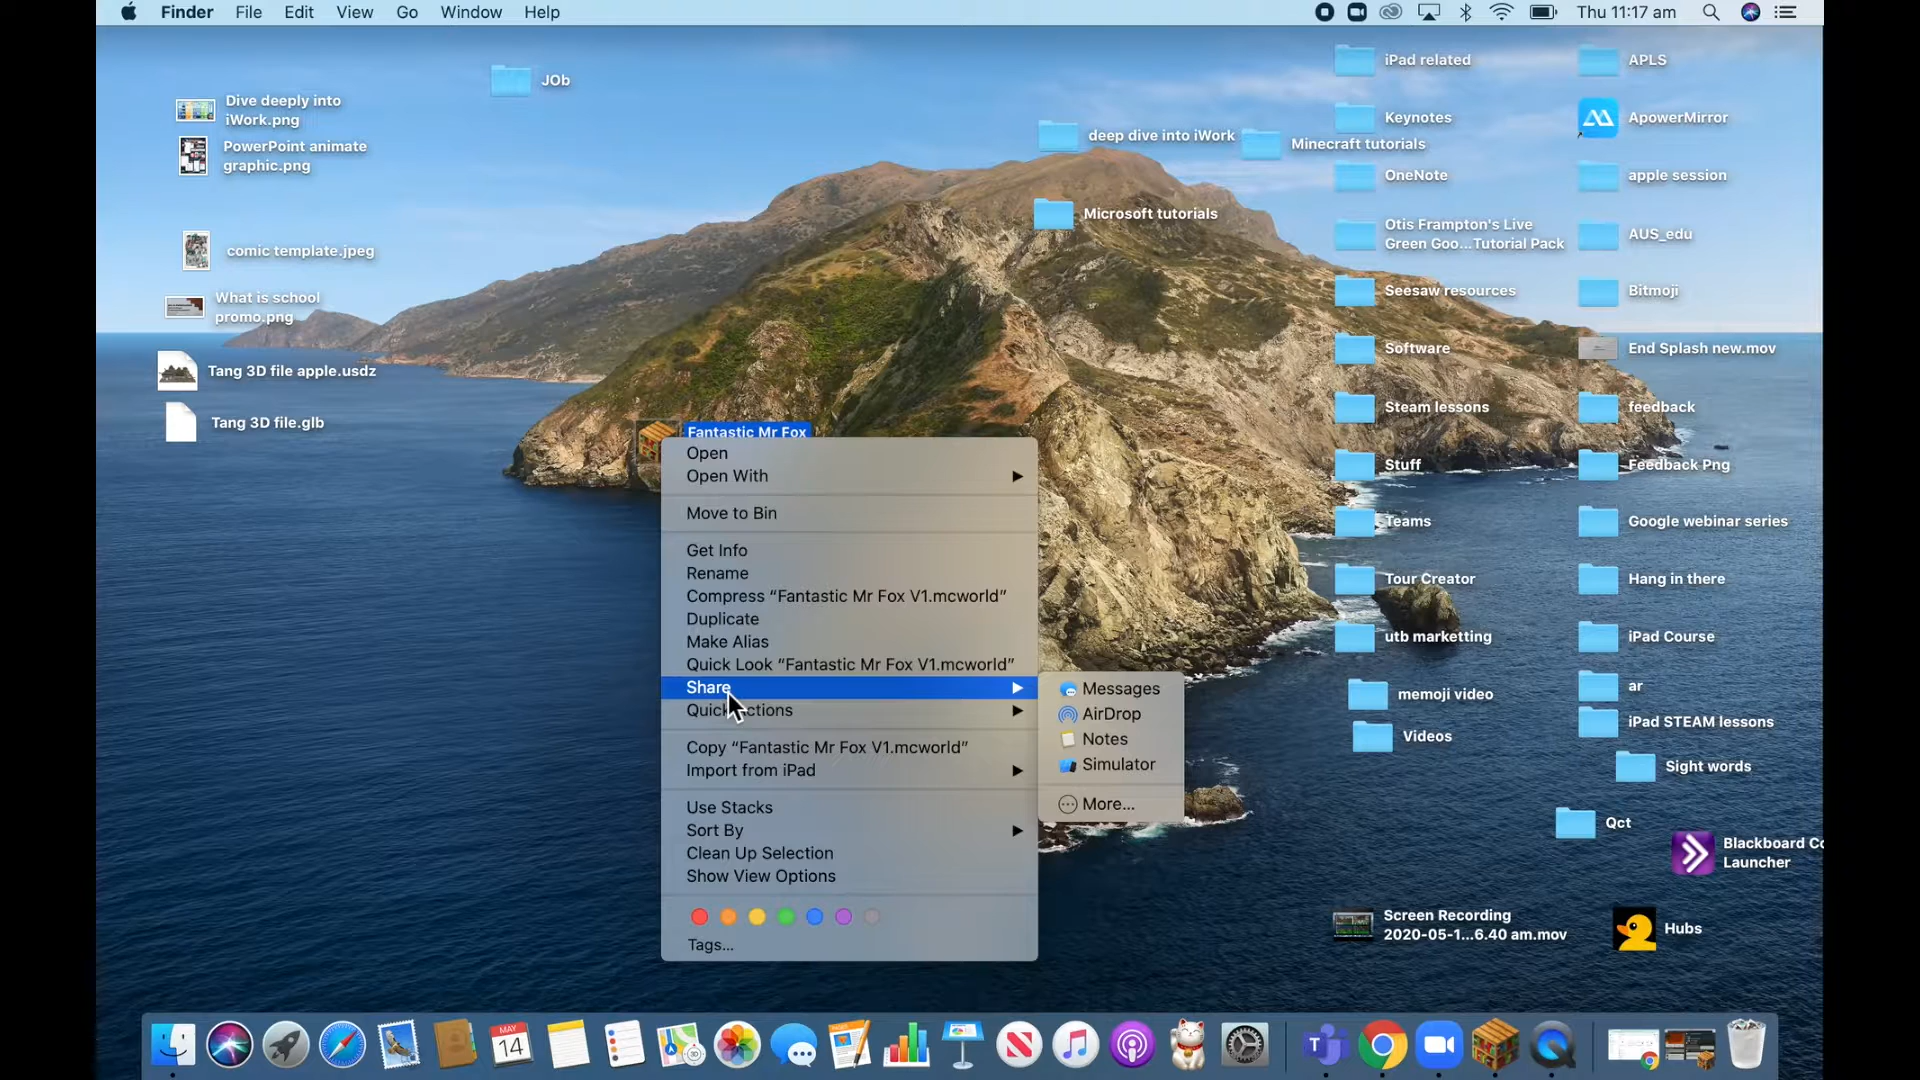 Finder File Edit View Go Window Help
Thu 11:17 am
JOb
Dive deeply into
iWork.png
PowerPoint animate
graphic.png
comic template.jpeg
What is school
promo.png
Tang 3D file apple.usdz
Tang 3D file.glb
deep dive into iWork
Minecraft tutorials
Microsoft tutorials
iPad related
Keynotes
OneNote
Otis Frampton's Live
Green Goo...Tutorial Pack
Seesaw resources
Software
Steam lessons
Stuff
Teams
Tour Creator
utb marketting
memoji video
Videos
APLS
ApowerMirror
apple session
AUS_edu
Bitmoji
End Splash new.mov
feedback
Feedback Png
Google webinar series
Hang in there
iPad Course
ar
iPad STEAM lessons
Sight words
Qct
Blackboard Co
Launcher
Screen Recording
2020-05-1...6.40 am.mov
Hubs
Fantastic Mr Fox
Open
Open With
Move to Bin
Get Info
Rename
Compress “Fantastic Mr Fox V1.mcworld”
Duplicate
Make Alias
Quick Look “Fantastic Mr Fox V1.mcworld”
Share
Quick Actions
Copy “Fantastic Mr Fox V1.mcworld”
Import from iPad
Use Stacks
Sort By
Clean Up Selection
Show View Options
Tags...
Messages
AirDrop
Notes
Simulator
More...
MAY
14